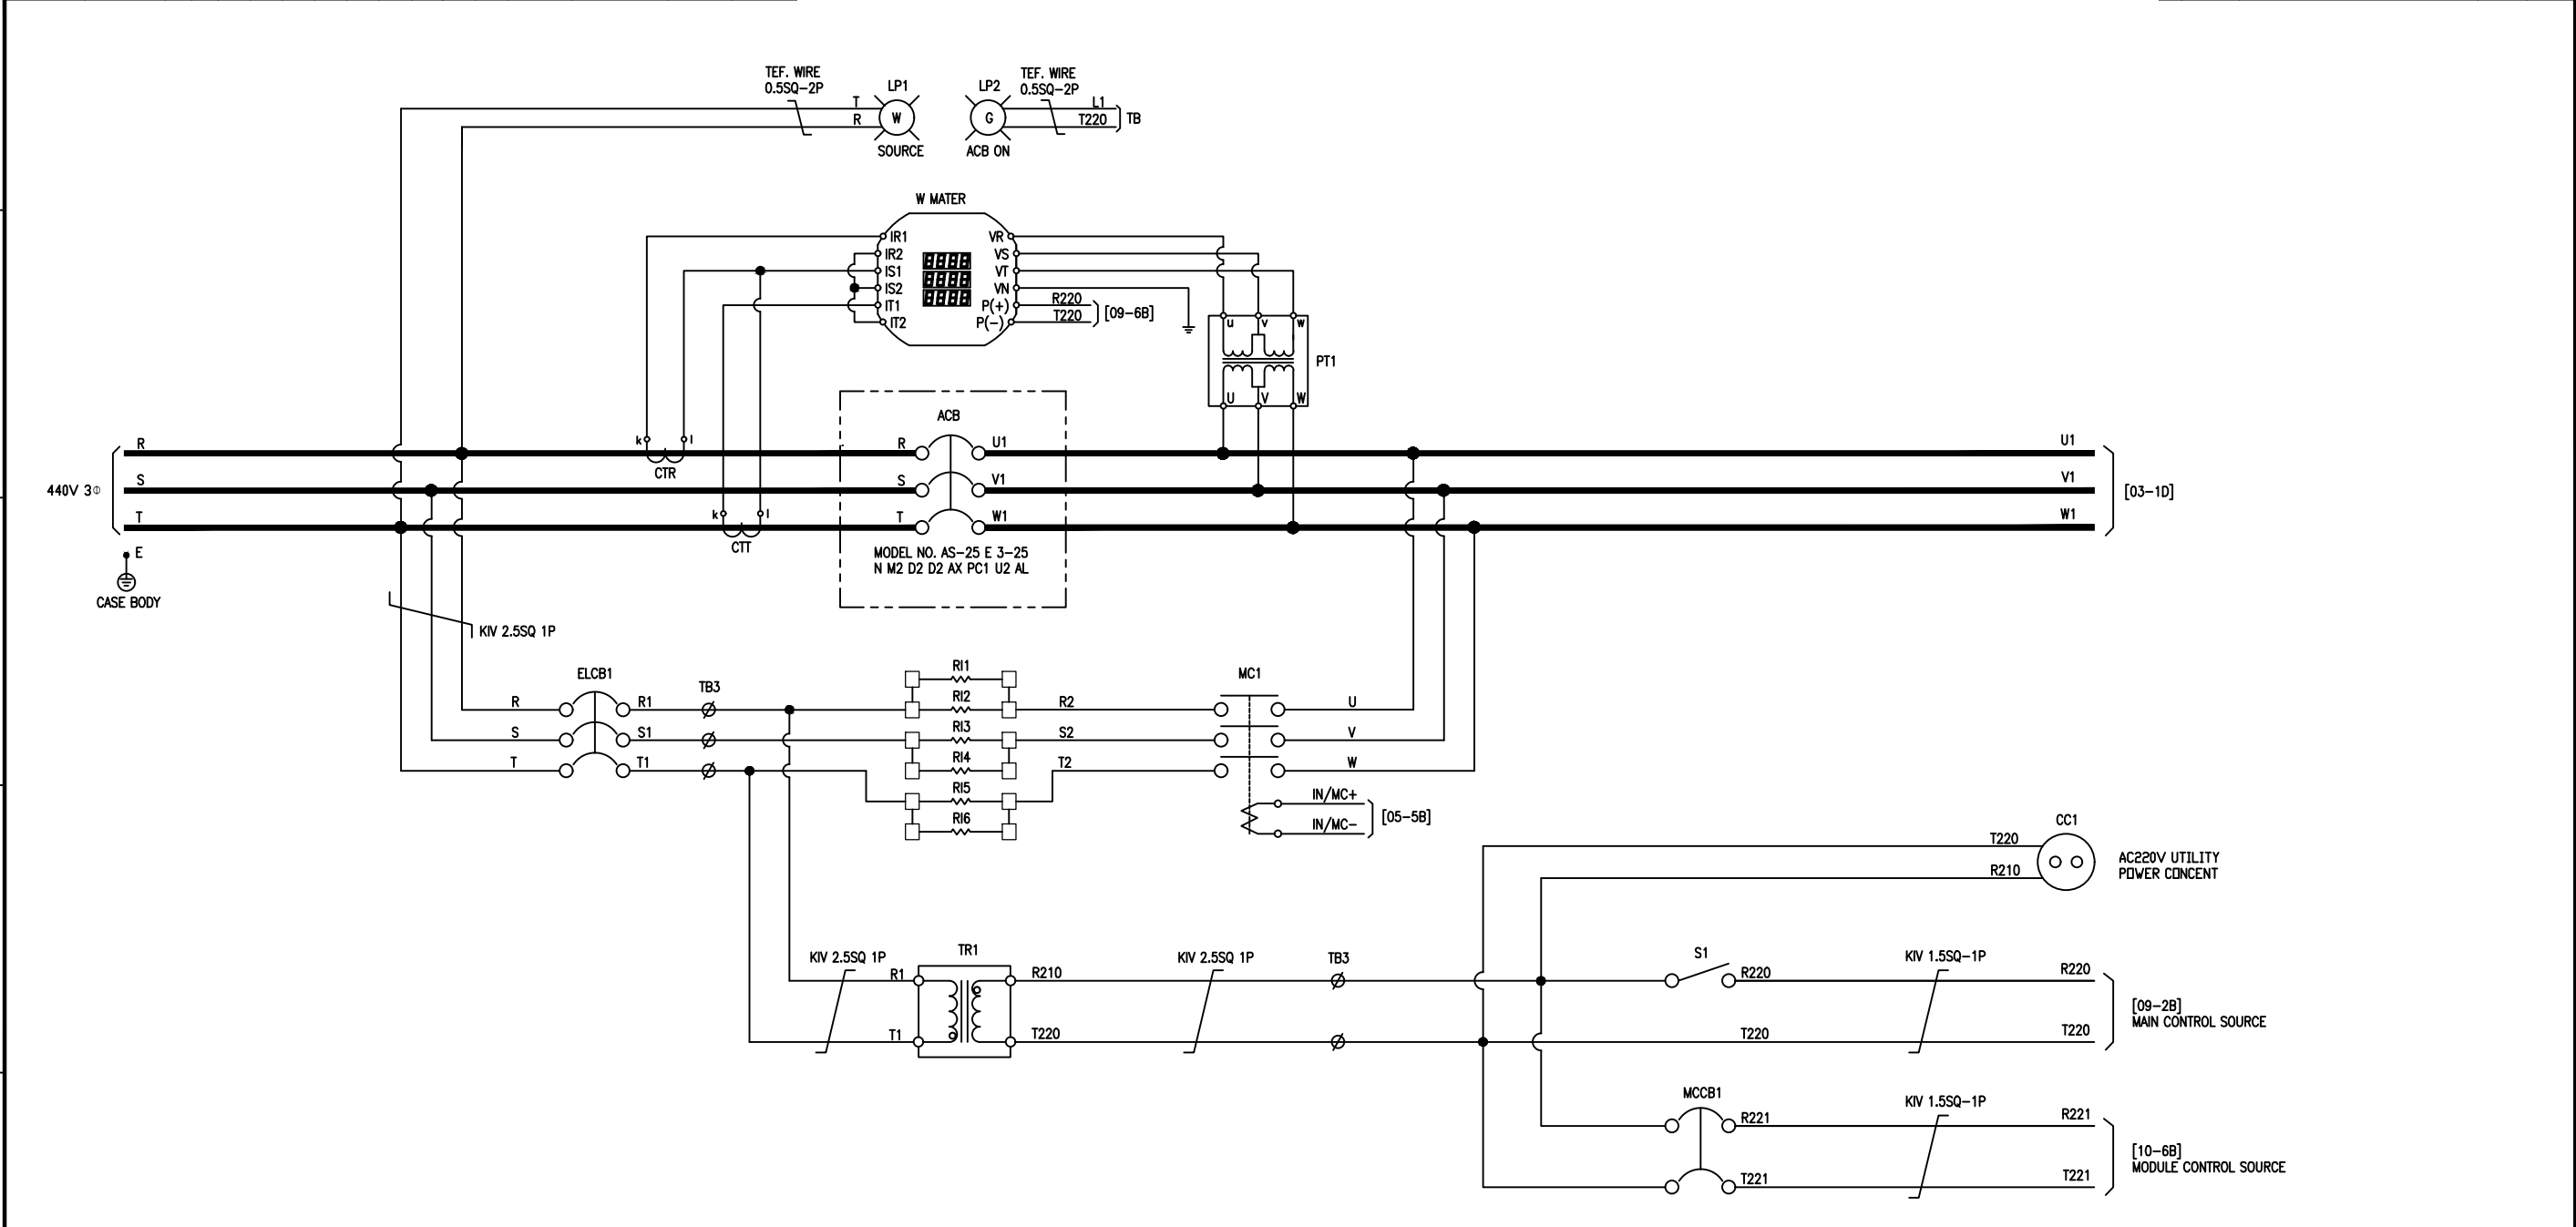 TEF. WIRE
0.5SQ-2P
LP1
LP2
TEF. WIRE
0.5SQ-2P
T
R
W
G
L1
T220
TB
SOURCE
ACB ON
W MATER
IR1
IR2
IS1
IS2
IT1
IT2
VR
VS
VT
VN
P(+)
P(-)
R220
T220
[09-6B]
u
v
w
PT1
U
V
W
ACB
440V 3Φ
R
S
T
k
l
CTR
k
l
CTT
R
S
T
U1
V1
W1
U1
V1
W1
[03-1D]
MODEL NO. AS-25 E 3-25
N M2 D2 D2 AX PC1 U2 AL
E
CASE BODY
KIV 2.5SQ 1P
ELCB1
TB3
R
S
T
R1
S1
T1
RI1
RI2
RI3
RI4
RI5
RI6
R2
S2
T2
MC1
U
V
W
IN/MC+
IN/MC-
[05-5B]
CC1
T220
R210
AC220V UTILITY
POWER CONCENT
KIV 2.5SQ 1P
TR1
R1
T1
R210
T220
KIV 2.5SQ 1P
TB3
S1
R220
T220
KIV 1.5SQ-1P
R220
T220
[09-2B]
MAIN CONTROL SOURCE
MCCB1
R221
T221
KIV 1.5SQ-1P
R221
T221
[10-6B]
MODULE CONTROL SOURCE